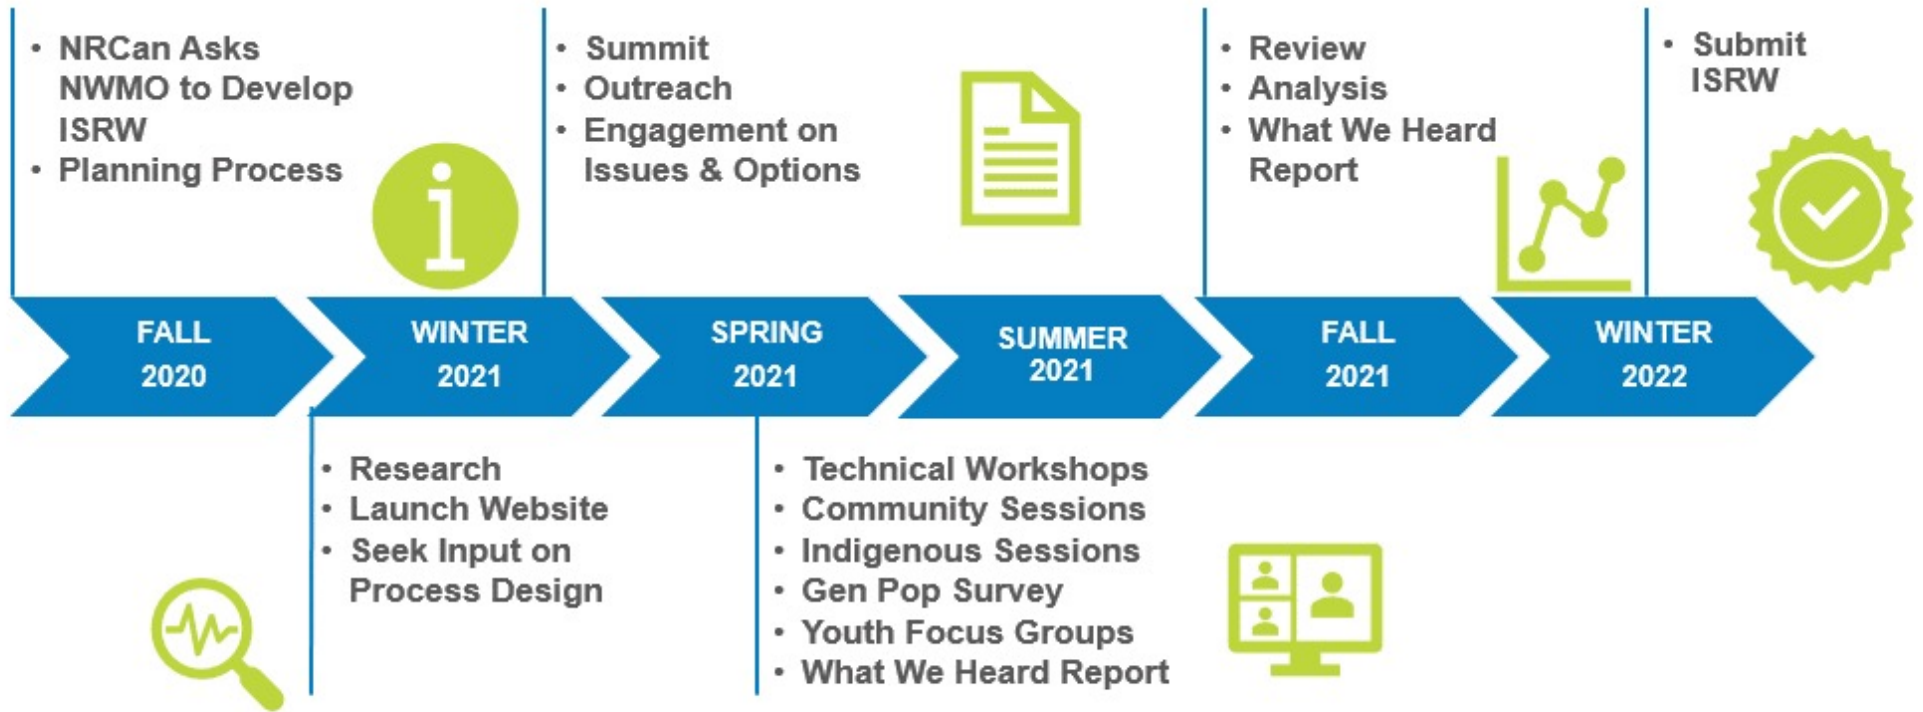 • NRCan Asks
NWMO to Develop
ISRW
• Planning Process
• Summit
• Outreach
• Engagement on
Issues & Options
• Review
• Analysis
• What We Heard
Report
• Submit
ISRW
FALL
2020
WINTER
2021
SPRING
2021
SUMMER
2021
FALL
2021
WINTER
2022
• Research
• Launch Website
• Seek Input on
Process Design
• Technical Workshops
• Community Sessions
• Indigenous Sessions
• Gen Pop Survey
• Youth Focus Groups
• What We Heard Report